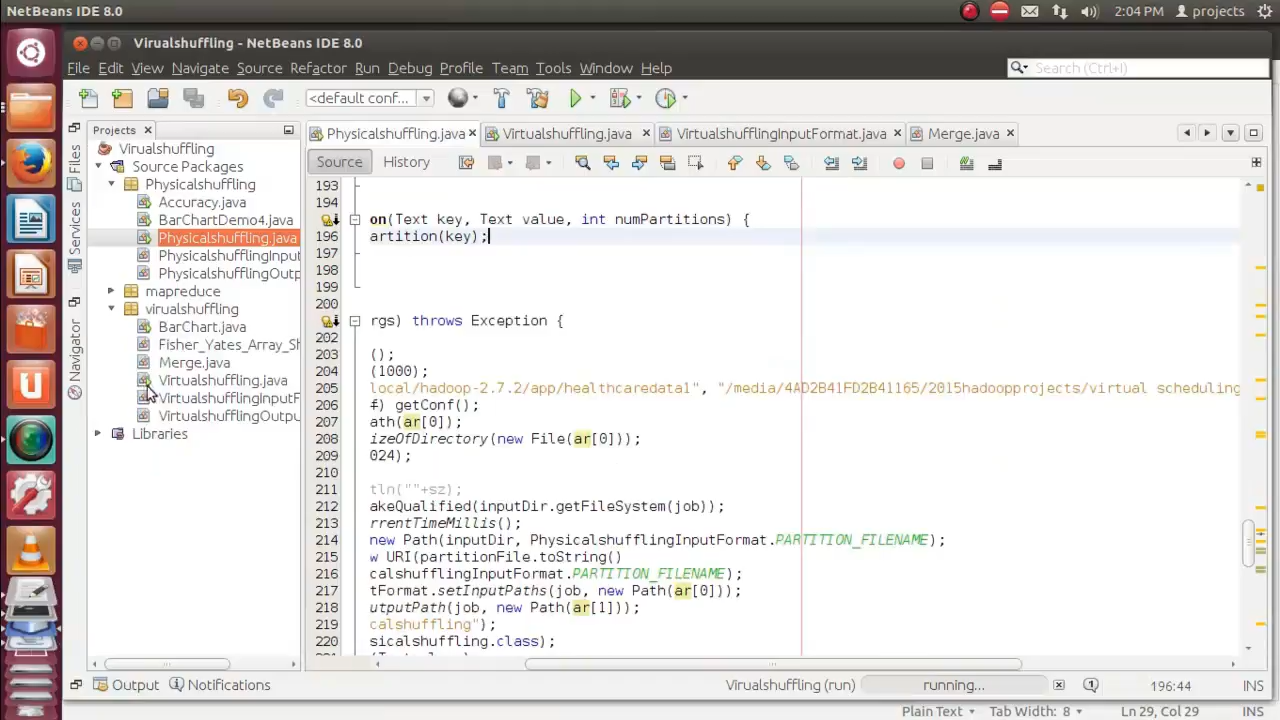 NetBeans IDE 8.0
2:04 PM
projects
Virualshuffling - NetBeans IDE 8.0
File Edit View Navigate Source Refactor Run Debug Profile Team Tools Window Help
Search (Ctrl+I)
<default conf...
Projects
Physicalshuffling.java
Virtualshuffling.java
VirtualshufflingInputFormat.java
Merge.java
Source
History
Files
Services
Navigator
Virualshuffling
Source Packages
Physicalshuffling
Accuracy.java
BarChartDemo4.java
Physicalshuffling.java
PhysicalshufflingInput
PhysicalshufflingOutp
mapreduce
virualshuffling
BarChart.java
Fisher_Yates_Array_Sh
Merge.java
Virtualshuffling.java
VirtualshufflingInputF
VirtualshufflingOutpu
Libraries
193
194
on(Text key, Text value, int numPartitions) {
196 artition(key);
197
198
199
200
rgs) throws Exception {
202
203 ();
204 (1000);
205 local/hadoop-2.7.2/app/healthcaredata1", "/media/4AD2B41FD2B41165/2015hadoopprojects/virtual scheduling
206 f) getConf();
207 ath(ar[0]);
208 izeOfDirectory(new File(ar[0]));
209 024);
210
211 tln(""+sz);
212 akeQualified(inputDir.getFileSystem(job));
213 rrentTimeMillis();
214 new Path(inputDir, PhysicalshufflingInputFormat.PARTITION_FILENAME);
215 w URI(partitionFile.toString()
216 calshufflingInputFormat.PARTITION_FILENAME);
217 tFormat.setInputPaths(job, new Path(ar[0]));
218 utputPath(job, new Path(ar[1]));
219 calshuffling");
220 sicalshuffling.class);
Output
Notifications
Virualshuffling (run)
running...
196:44
INS
Plain Text
Tab Width: 8
Ln 29, Col 29
INS